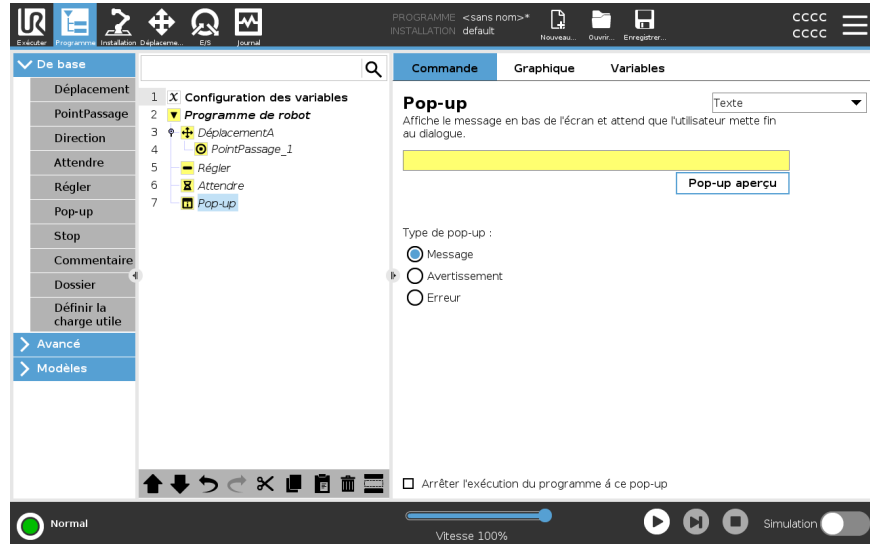 PROGRAMME <sans nom>*
INSTALLATION default
Exécuter
Programme
Installation
Déplaceme...
E/S
Journal
Nouveau...
Ouvrir...
Enregistrer...
cccc
cccc
De base
Déplacement
PointPassage
Direction
Attendre
Régler
Pop-up
Stop
Commentaire
Dossier
Définir la
charge utile
Avancé
Modèles
1 X Configuration des variables
2 Programme de robot
3 DéplacementA
4 PointPassage_1
5 Régler
6 Attendre
7 Pop-up
Commande Graphique Variables
Pop-up
Texte
Affiche le message en bas de l'écran et attend que l'utilisateur mette fin
au dialogue.
Pop-up aperçu
Type de pop-up :
Message
Avertissement
Erreur
Arrêter l'exécution du programme á ce pop-up
Normal
Vitesse 100%
Simulation